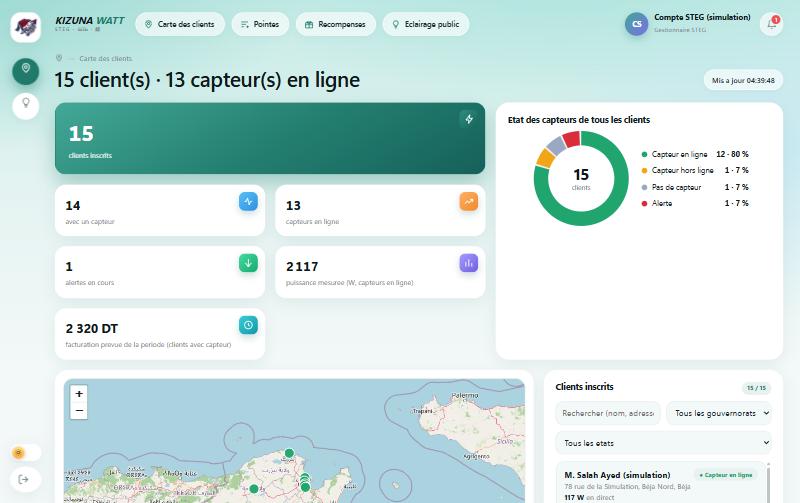 KIZUNA WATT
Carte des clients
Pointes
Recompenses
Eclairage public
CS
Compte STEG (simulation)
Gestionnaire STEG
1
— Carte des clients
15 client(s) · 13 capteur(s) en ligne
Mis a jour 04:39:48
15
clients inscrits
14
avec un capteur
13
capteurs en ligne
1
alertes en cours
2 117
puissance mesuree (W, capteurs en ligne)
2 320 DT
facturation prevue de la periode (clients avec capteur)
Etat des capteurs de tous les clients
15
clients
Capteur en ligne 12 · 80 %
Capteur hors ligne 1 · 7 %
Pas de capteur 1 · 7 %
Alerte 1 · 7 %
+
−
Palermo
Trapani
Sicilia
Agrigento
Clients inscrits
15 / 15
Rechercher (nom, adresse
Tous les gouvernorats
Tous les etats
M. Salah Ayed (simulation)
• Capteur en ligne
78 rue de la Simulation, Béja Nord, Béja
117 W en direct